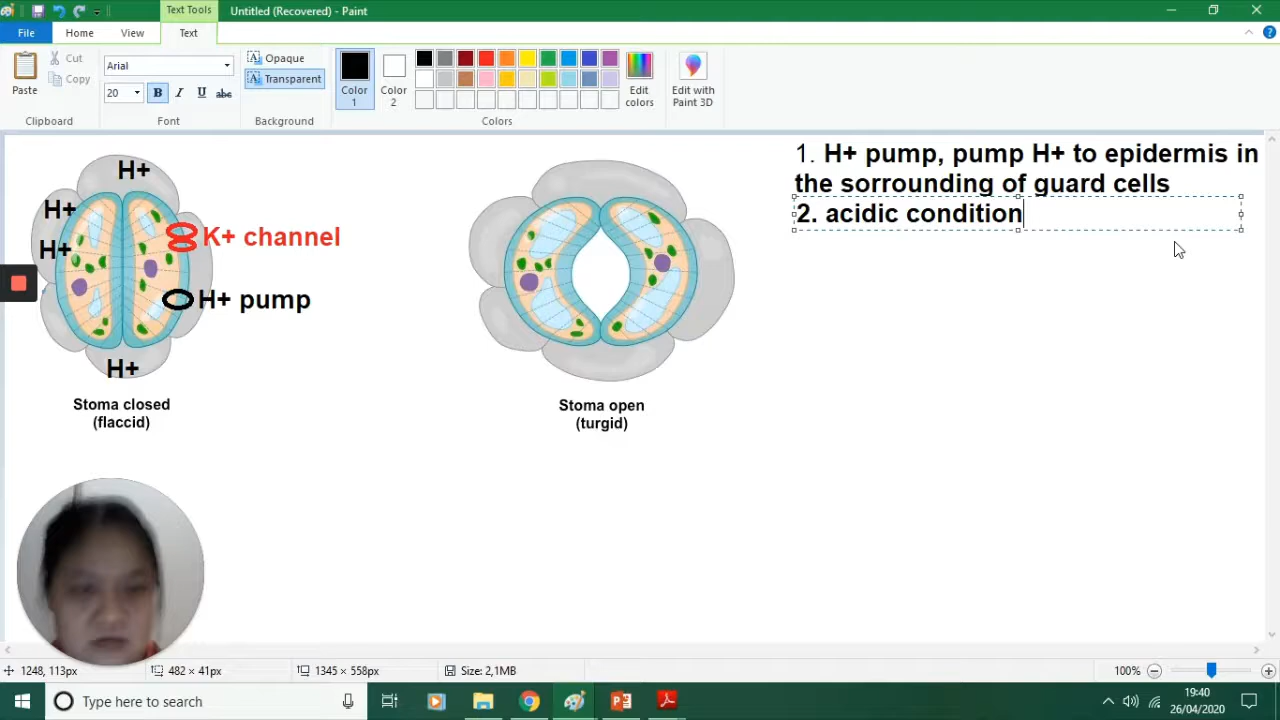 Text Tools
Untitled (Recovered) - Paint
File
Home
View
Text
Paste
Cut
Copy
Clipboard
Arial
20
B
I
U
abc
Font
Opaque
Transparent
Background
Color 1
Color 2
Edit colors
Colors
Edit with Paint 3D
H+
H+
H+
K+ channel
H+ pump
H+
Stoma closed
(flaccid)
Stoma open
(turgid)
1. H+ pump, pump H+ to epidermis in
the sorrounding of guard cells
2. acidic condition
1248, 113px
482 × 41px
1345 × 558px
Size: 2,1MB
100%
Type here to search
19:40
26/04/2020